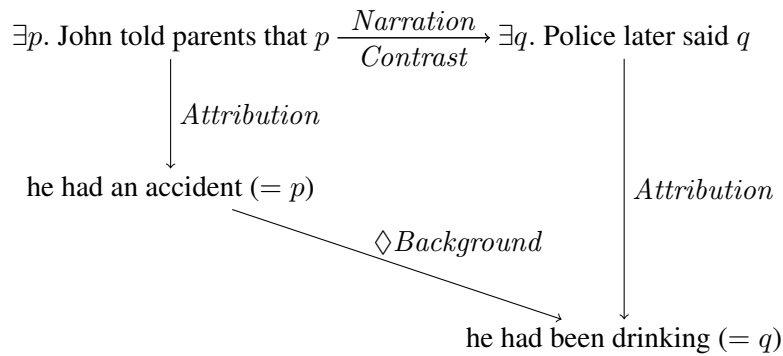 ∃p. John told parents that p Narration ∃q. Police later said q
Contrast
Attribution
he had an accident (= p)
Attribution
◇Background
he had been drinking (= q)